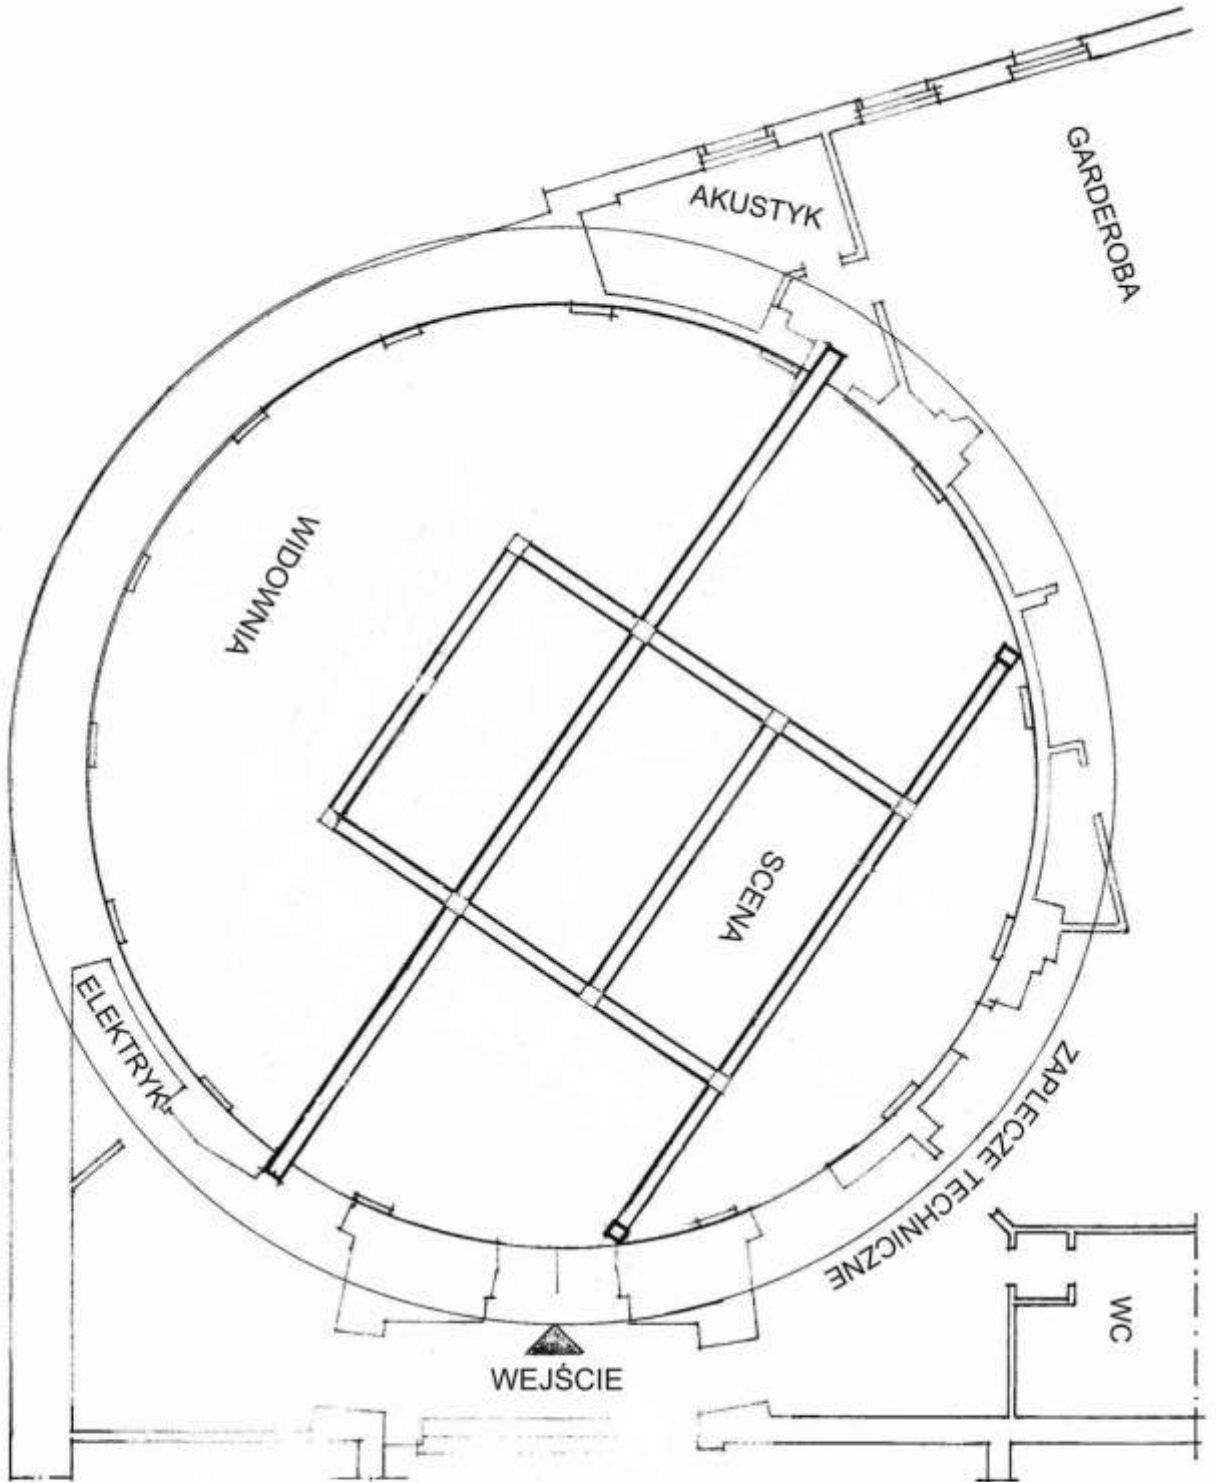 AKUSTYK
GARDEROBA
WIDOWNIA
SCENA
ELEKTRYK
ZAPLECZE TECHNICZNE
WC
WEJŚCIE